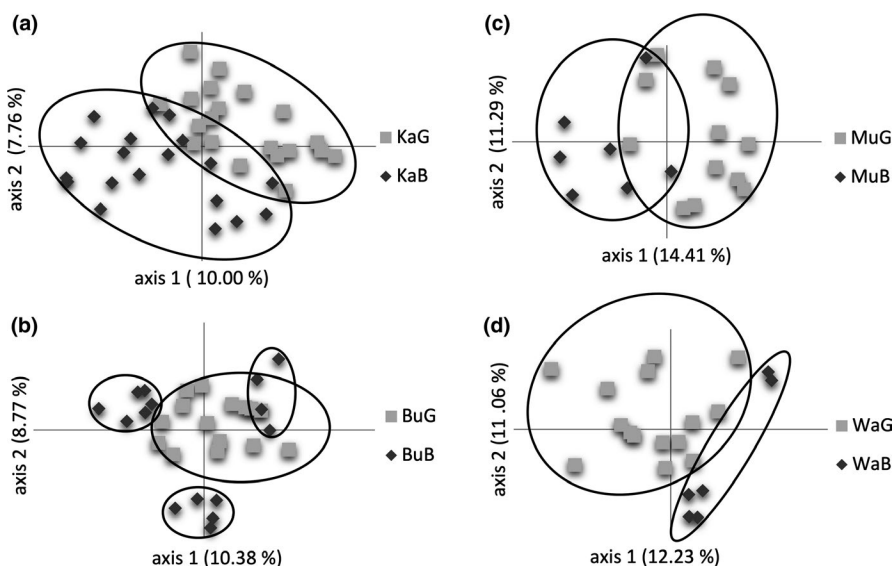 (a)
axis 2 (7.76 %)
KaG
KaB
axis 1 ( 10.00 %)
(b)
axis 2 (8.77 %)
BuG
BuB
axis 1 (10.38 %)
(c)
axis 2 (11.29 %)
MuG
MuB
axis 1 (14.41 %)
(d)
axis 2 (11 .06 %)
WaG
WaB
axis 1 (12.23 %)